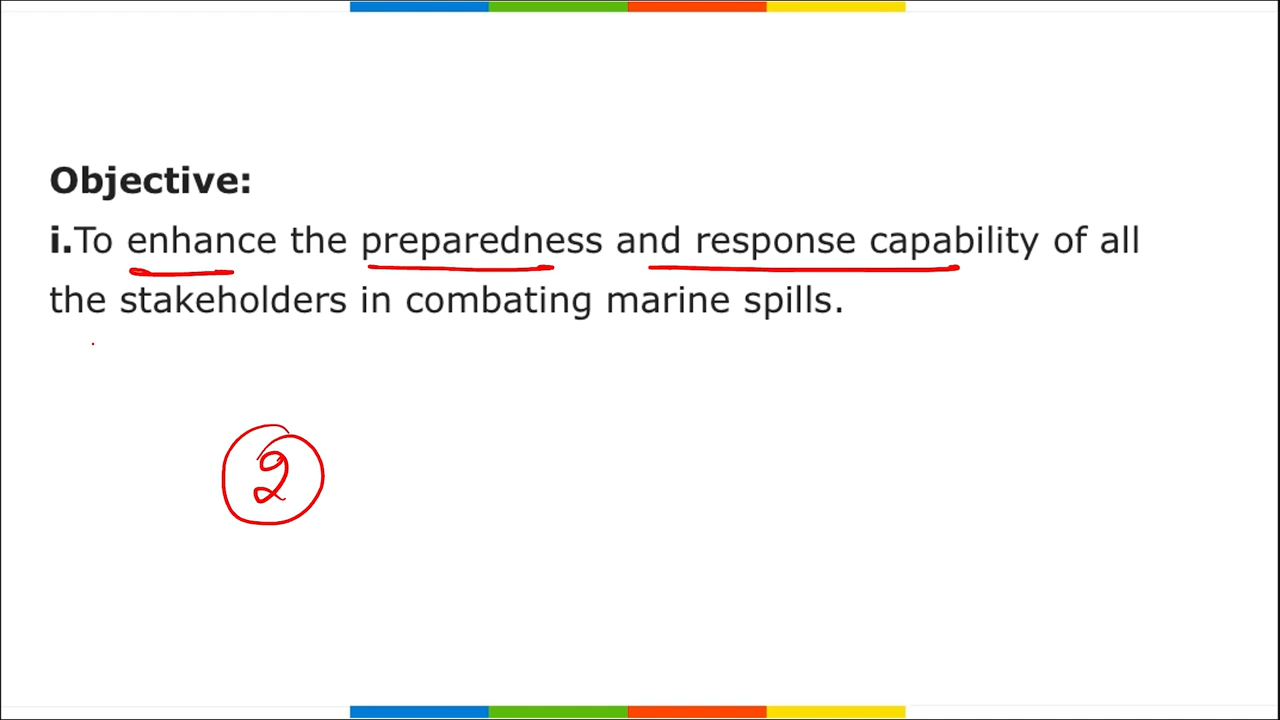 Objective:
i.To enhance the preparedness and response capability of all
the stakeholders in combating marine spills.
2